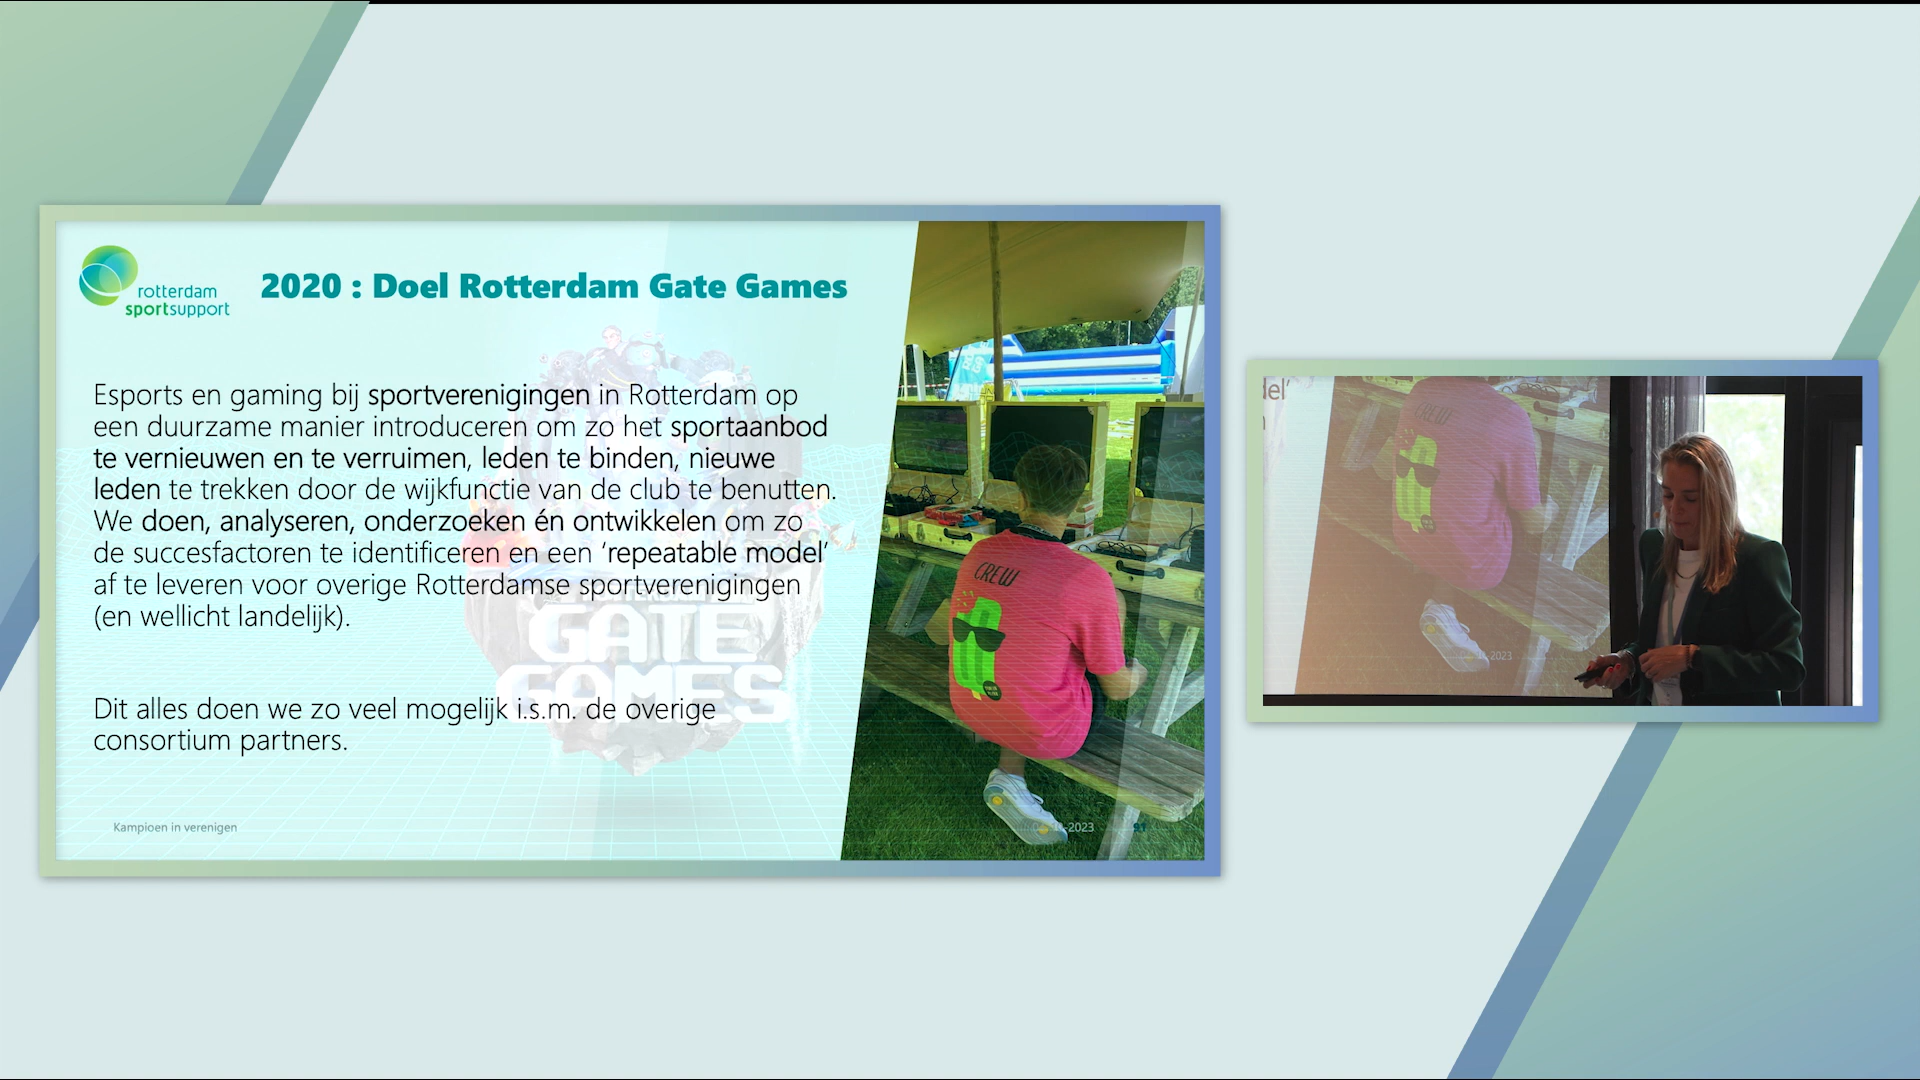 rotterdam
sportsupport
2020 : Doel Rotterdam Gate Games
Esports en gaming bij sportverenigingen in Rotterdam op
een duurzame manier introduceren om zo het sportaanbod
te vernieuwen en te verruimen, leden te binden, nieuwe
leden te trekken door de wijkfunctie van de club te benutten.
We doen, analyseren, onderzoeken én ontwikkelen om zo
de succesfactoren te identificeren en een ‘repeatable model’
af te leveren voor overige Rotterdamse sportverenigingen
(en wellicht landelijk).
GATE
GAMES
Dit alles doen we zo veel mogelijk i.s.m. de overige
consortium partners.
Kampioen in verenigen
CREW
-2023
91
CREW
2023